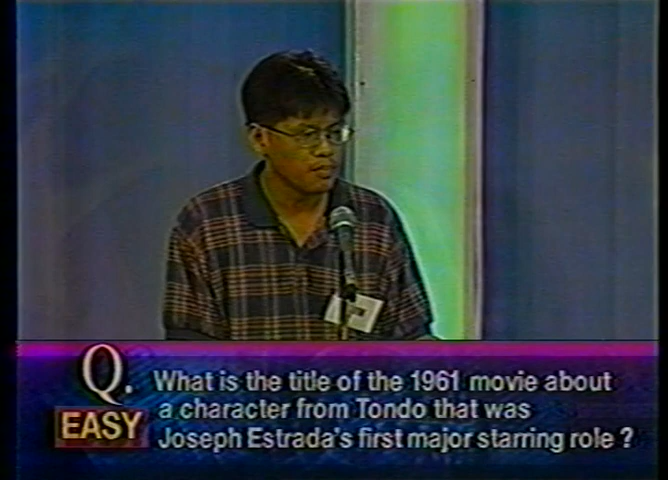 Q.
EASY
What is the title of the 1961 movie about
a character from Tondo that was
Joseph Estrada's first major starring role ?